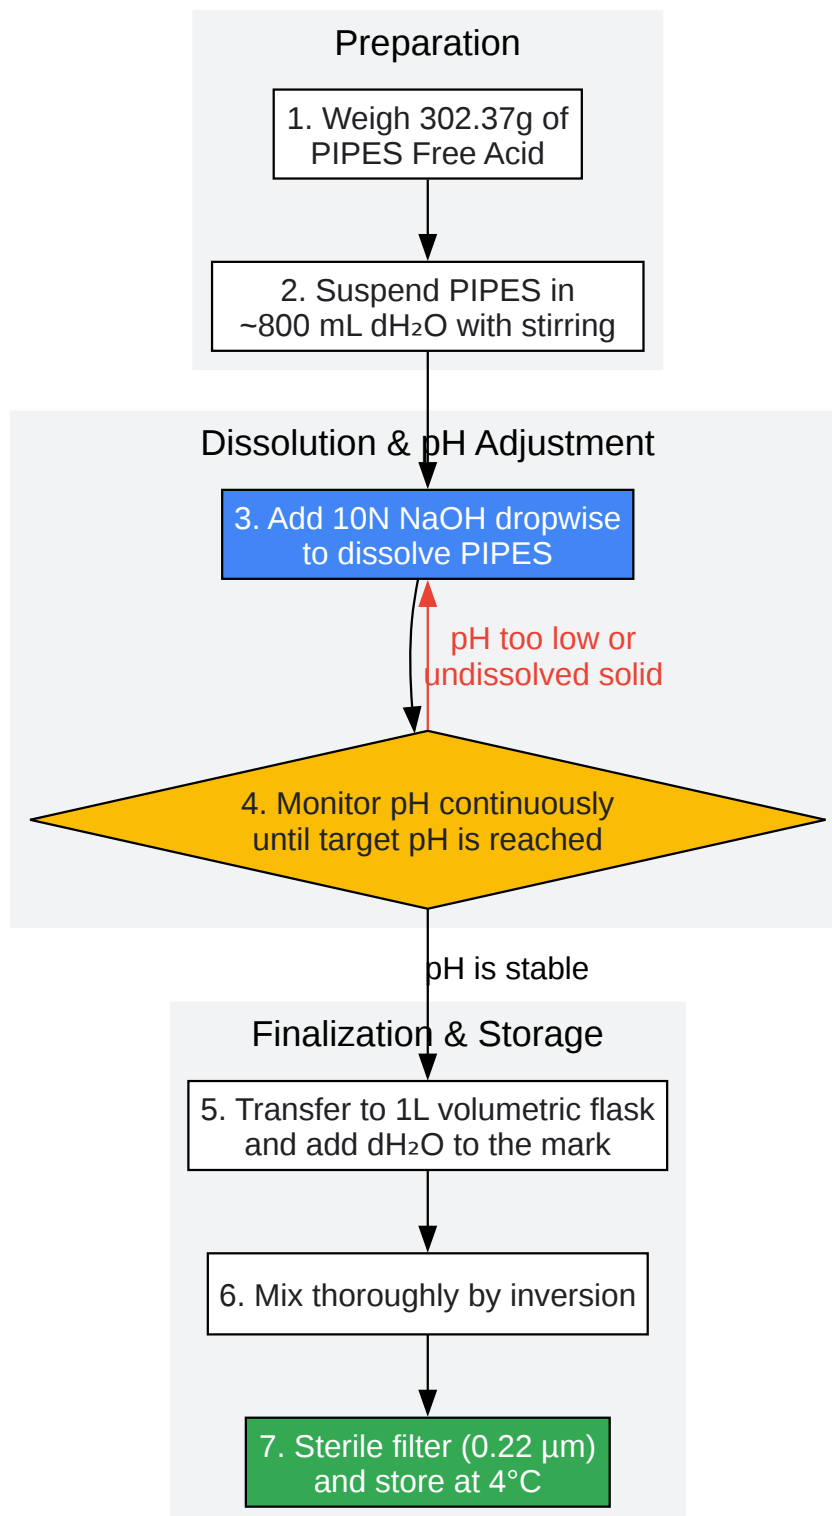 Preparation
1. Weigh 302.37g of
PIPES Free Acid
2. Suspend PIPES in
~800 mL dH₂O with stirring
Dissolution & pH Adjustment
3. Add 10N NaOH dropwise
to dissolve PIPES
pH too low or
undissolved solid
4. Monitor pH continuously
until target pH is reached
pH is stable
Finalization & Storage
5. Transfer to 1L volumetric flask
and add dH₂O to the mark
6. Mix thoroughly by inversion
7. Sterile filter (0.22 µm)
and store at 4°C